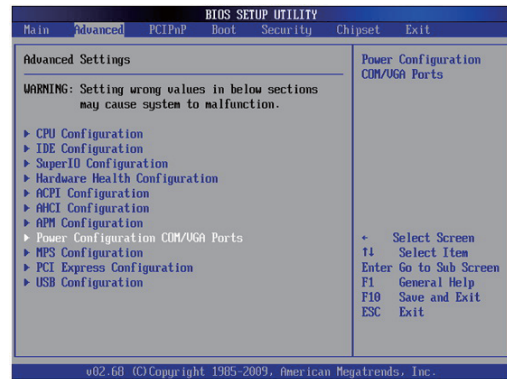 BIOS SETUP UTILITY
Main Advanced PCIPnP Boot Security Chipset Exit
Advanced Settings
WARNING: Setting wrong values in below sections
may cause system to malfunction.
▶ CPU Configuration
▶ IDE Configuration
▶ SuperIO Configuration
▶ Hardware Health Configuration
▶ ACPI Configuration
▶ AHCI Configuration
▶ APM Configuration
▶ Power Configuration COM/VGA Ports
▶ MPS Configuration
▶ PCI Express Configuration
▶ USB Configuration
Power Configuration
COM/VGA Ports
← Select Screen
↑↓ Select Item
Enter Go to Sub Screen
F1 General Help
F10 Save and Exit
ESC Exit
v02.68 (C)Copyright 1985-2009, American Megatrends, Inc.